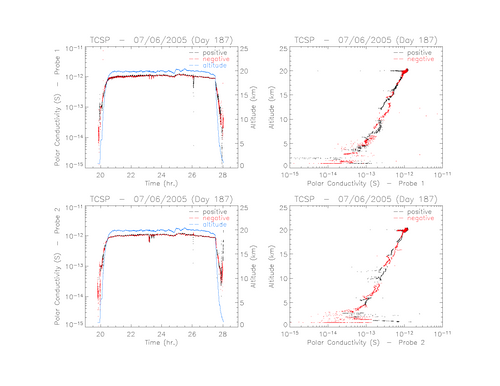 TCSP - 07/06/2005 (Day 187)
Polar Conductivity (S) - Probe 1
10⁻¹¹
10⁻¹²
10⁻¹³
10⁻¹⁴
10⁻¹⁵
positive
negative
altitude
25
20
15
10
5
0
Altitude (km)
20 22 24 26 28
Time (hr.)
TCSP - 07/06/2005 (Day 187)
Altitude (km)
25
20
15
10
5
0
positive
negative
10⁻¹⁵ 10⁻¹⁴ 10⁻¹³ 10⁻¹² 10⁻¹¹
Polar Conductivity (S) - Probe 1
TCSP - 07/06/2005 (Day 187)
Polar Conductivity (S) - Probe 2
10⁻¹¹
10⁻¹²
10⁻¹³
10⁻¹⁴
10⁻¹⁵
positive
negative
altitude
25
20
15
10
5
0
Altitude (km)
20 22 24 26 28
Time (hr.)
TCSP - 07/06/2005 (Day 187)
Altitude (km)
25
20
15
10
5
0
positive
negative
10⁻¹⁵ 10⁻¹⁴ 10⁻¹³ 10⁻¹² 10⁻¹¹
Polar Conductivity (S) - Probe 2